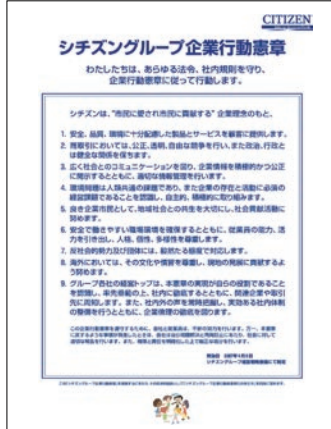 CITIZEN
シチズングループ企業行動憲章
わたしたちは、あらゆる法令、社内規則を守り、
企業行動憲章に従って行動します。
シチズンは、“市民に愛され市民に貢献する”企業理念のもと、
1. 安全、品質、環境に十分配慮した製品とサービスを顧客に提供します。
2. 商取引においては、公正、透明、自由な競争を行い、また政治、行政と
は健全な関係を保ちます。
3. 広く社会とのコミュニケーションを図り、企業情報を積極的かつ公正
に開示するとともに、適切な情報管理を行います。
4. 環境問題は人類共通の課題であり、また企業の存在と活動に必須の
経営課題であることを認識し、自主的、積極的に取り組みます。
5. 良き企業市民として、地域社会との共生を大切にし、社会貢献活動に
努めます。
6. 安全で働きやすい職場環境を確保するとともに、従業員の能力、活
力を引き出し、人格、個性、多様性を尊重します。
7. 反社会的勢力及び団体には、毅然たる態度で対応します。
8. 海外においては、その文化や慣習を尊重し、現地の発展に貢献するよ
う努めます。
9. グループ各社の経営トップは、本憲章の実現が自らの役割であること
を認識し、率先垂範の上、社内に徹底するとともに、関連企業や取引
先に周知します。また、社内外の声を常時把握し、実効ある社内体制
の整備を行うとともに、企業倫理の徹底を図ります。